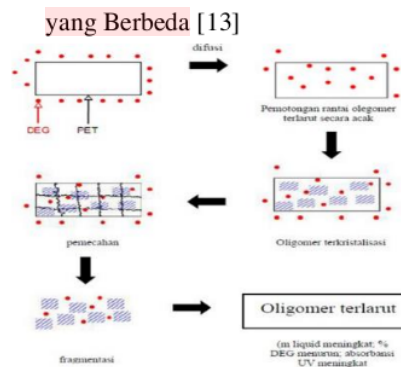 yang Berbeda [13]
difusi
DEG
PET
Pemotongan rantai olegomer
terlarut secara acak
pemecahan
Oligomer terkristalisasi
fragmentasi
Oligomer terlarut
(m liquid meningkat; %
DEG menurun; absorbansi
UV meningkat